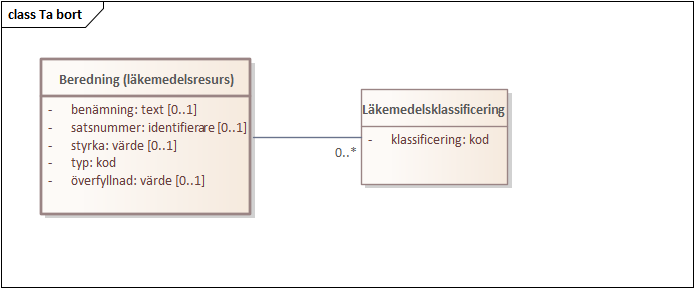 class Ta bort
Beredning (läkemedelsresurs)
- benämning: text [0..1]
- satsnummer: identifierare [0..1]
- styrka: värde [0..1]
- typ: kod
- överfyllnad: värde [0..1]
0..*
Läkemedelsklassificering
- klassificering: kod